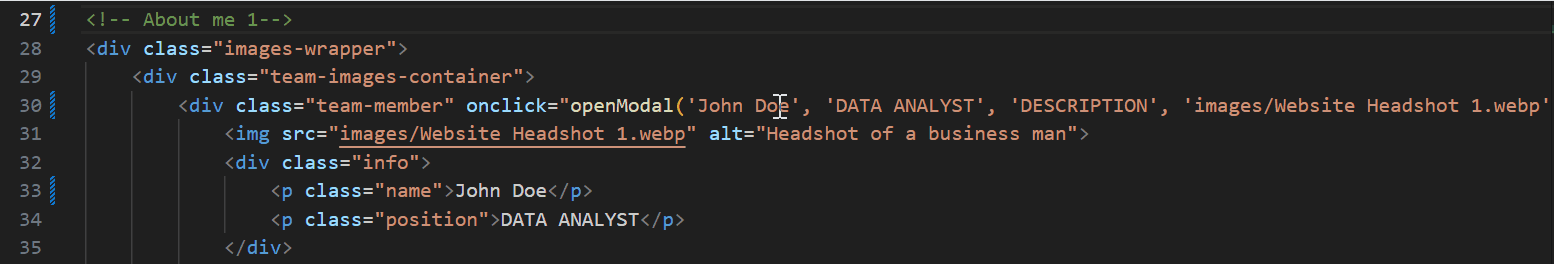 27 <!-- About me 1-->
28 <div class="images-wrapper">
29 <div class="team-images-container">
30 <div class="team-member" onclick="openModal('John Doe', 'DATA ANALYST', 'DESCRIPTION', 'images/Website Headshot 1.webp'
31 <img src="images/Website Headshot 1.webp" alt="Headshot of a business man">
32 <div class="info">
33 <p class="name">John Doe</p>
34 <p class="position">DATA ANALYST</p>
35 </div>